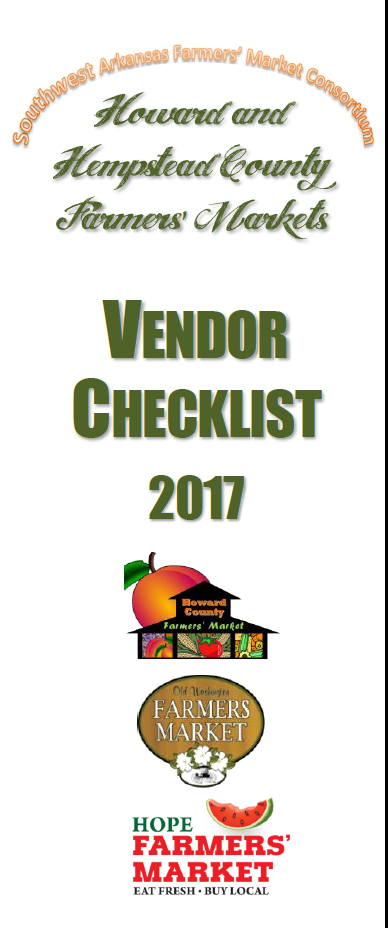 Southwest Arkansas Farmers' Market Consortium
Howard and
Hempstead County
Farmers' Markets
VENDOR
CHECKLIST
2017
Howard
County
Farmers' Market
Old Washington
FARMERS
MARKET
HOPE
FARMERS'
MARKET
EAT FRESH • BUY LOCAL